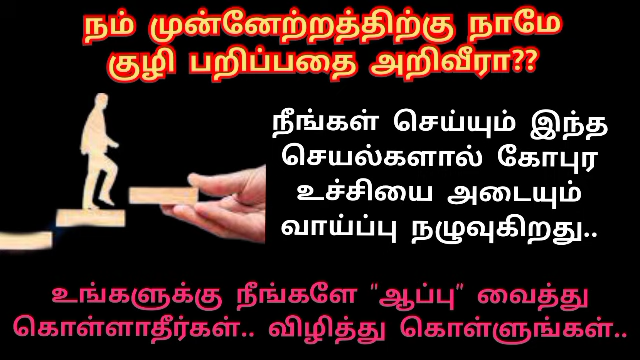 நம் முன்னேற்றத்திற்கு நாமே
குழி பறிப்பதை அறிவீரா??
நீங்கள் செய்யும் இந்த
செயல்களால் கோபுர
உச்சியை அடையும்
வாய்ப்பு நழுவுகிறது..
உங்களுக்கு நீங்களே "ஆப்பு" வைத்து
கொள்ளாதீர்கள்.. விழித்து கொள்ளுங்கள்..